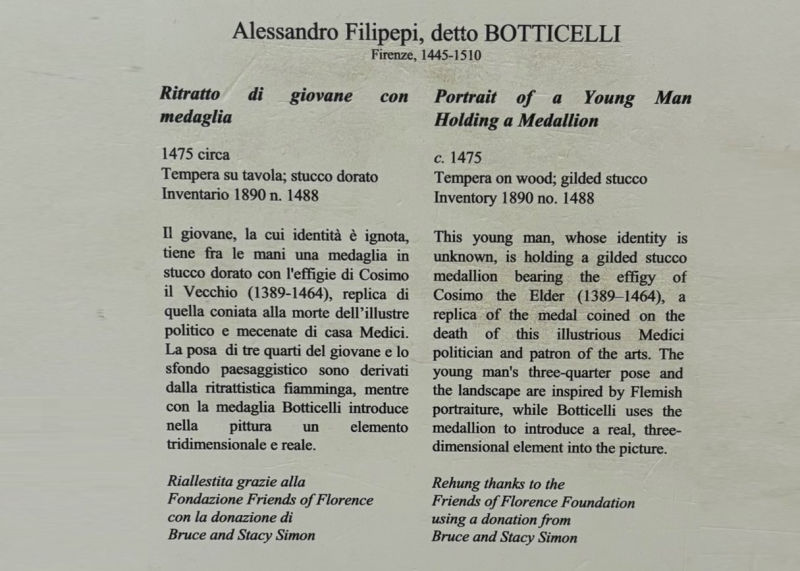 Alessandro Filipepi, detto BOTTICELLI
Firenze, 1445-1510
Ritratto di giovane con
medaglia
1475 circa
Tempera su tavola; stucco dorato
Inventario 1890 n. 1488
Il giovane, la cui identità è ignota,
tiene fra le mani una medaglia in
stucco dorato con l'effigie di Cosimo
il Vecchio (1389-1464), replica di
quella coniata alla morte dell'illustre
politico e mecenate di casa Medici.
La posa di tre quarti del giovane e lo
sfondo paesaggistico sono derivati
dalla ritrattistica fiamminga, mentre
con la medaglia Botticelli introduce
nella pittura un elemento
tridimensionale e reale.
Riallestita grazie alla
Fondazione Friends of Florence
con la donazione di
Bruce and Stacy Simon
Portrait of a Young Man
Holding a Medallion
c. 1475
Tempera on wood; gilded stucco
Inventory 1890 no. 1488
This young man, whose identity is
unknown, is holding a gilded stucco
medallion bearing the effigy of
Cosimo the Elder (1389–1464), a
replica of the medal coined on the
death of this illustrious Medici
politician and patron of the arts. The
young man's three-quarter pose and
the landscape are inspired by Flemish
portraiture, while Botticelli uses the
medallion to introduce a real, three-
dimensional element into the picture.
Rehung thanks to the
Friends of Florence Foundation
using a donation from
Bruce and Stacy Simon